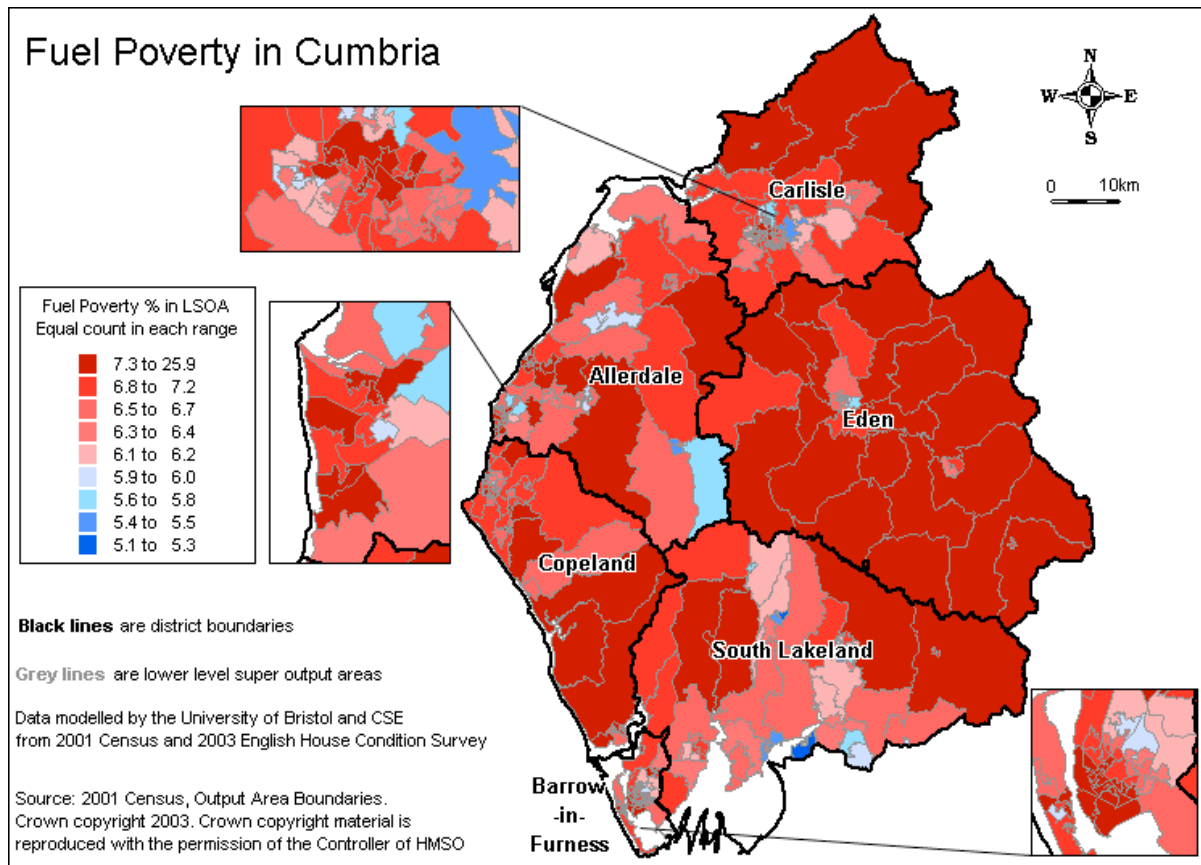 Fuel Poverty in Cumbria
N
W E
S
0 10km
Carlisle
Fuel Poverty % in LSOA
Equal count in each range
7.3 to 25.9
6.8 to 7.2
6.5 to 6.7
6.3 to 6.4
6.1 to 6.2
5.9 to 6.0
5.6 to 5.8
5.4 to 5.5
5.1 to 5.3
Allerdale
Eden
Copeland
South Lakeland
Black lines are district boundaries
Grey lines are lower level super output areas
Data modelled by the University of Bristol and CSE
from 2001 Census and 2003 English House Condition Survey
Barrow
-in-
Furness
Source: 2001 Census, Output Area Boundaries.
Crown copyright 2003. Crown copyright material is
reproduced with the permission of the Controller of HMSO